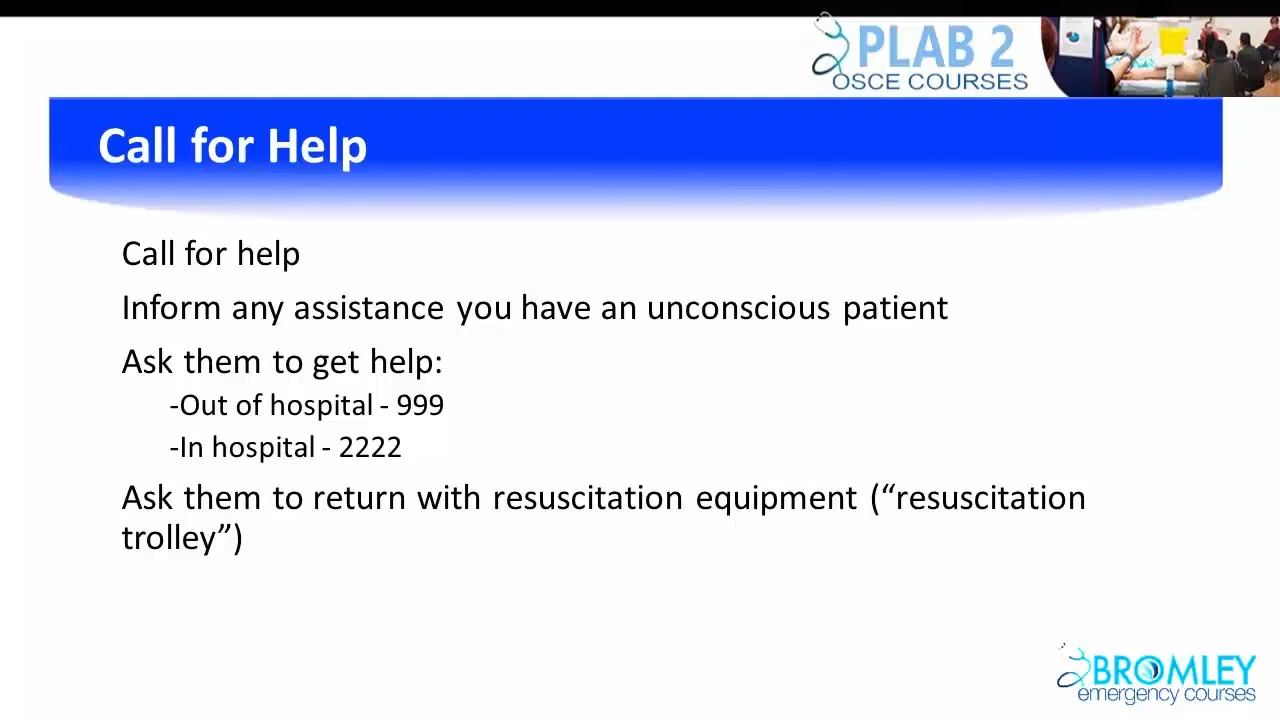 PLAB 2
OSCE COURSES
Call for Help
Call for help
Inform any assistance you have an unconscious patient
Ask them to get help:
-Out of hospital - 999
-In hospital - 2222
Ask them to return with resuscitation equipment (“resuscitation
trolley”)
BROMLEY
emergency courses